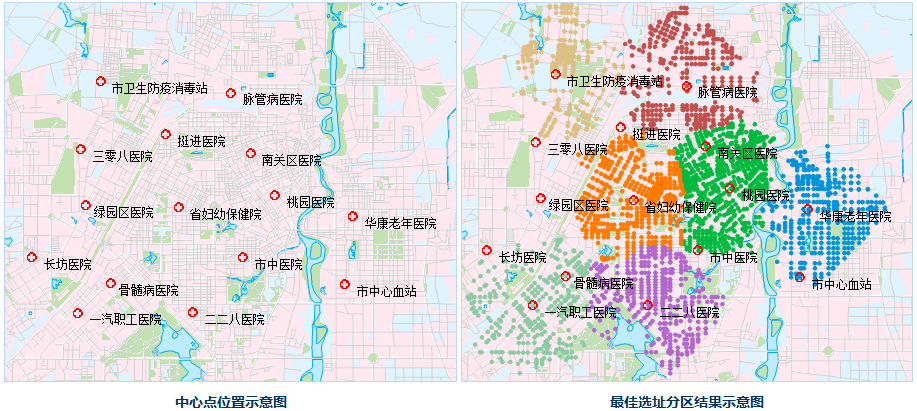 市卫生防疫消毒站
脉管病医院
挺进医院
三零八医院
南关区医院
桃园医院
绿园区医院
省妇幼保健院
华康老年医院
长坊医院
市中医院
骨髓病医院
市中心血站
一汽职工医院
二二八医院
中心点位置示意图
市卫生防疫消毒站
脉管病医院
挺进医院
三零八医院
南关区医院
桃园医院
绿园区医院
省妇幼保健院
华康老年医院
长坊医院
市中医院
骨髓病医院
市中心血站
一汽职工医院
二二八医院
最佳选址分区结果示意图